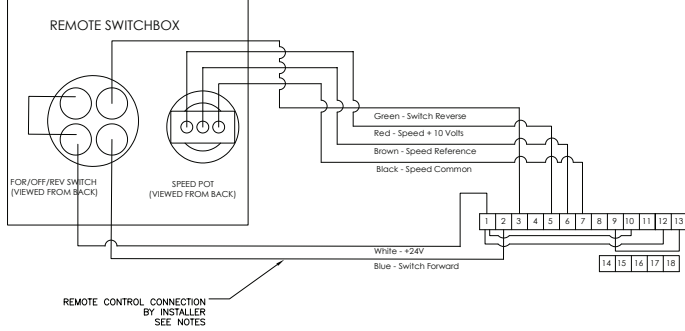 REMOTE SWITCHBOX
FOR/OFF/REV SWITCH
(VIEWED FROM BACK)
SPEED POT
(VIEWED FROM BACK)
Green - Switch Reverse
Red - Speed + 10 Volts
Brown - Speed Reference
Black - Speed Common
1 2 3 4 5 6 7 8 9 10 11 12 13
White - +24V
Blue - Switch Forward
14 15 16 17 18
REMOTE CONTROL CONNECTION
BY INSTALLER
SEE NOTES